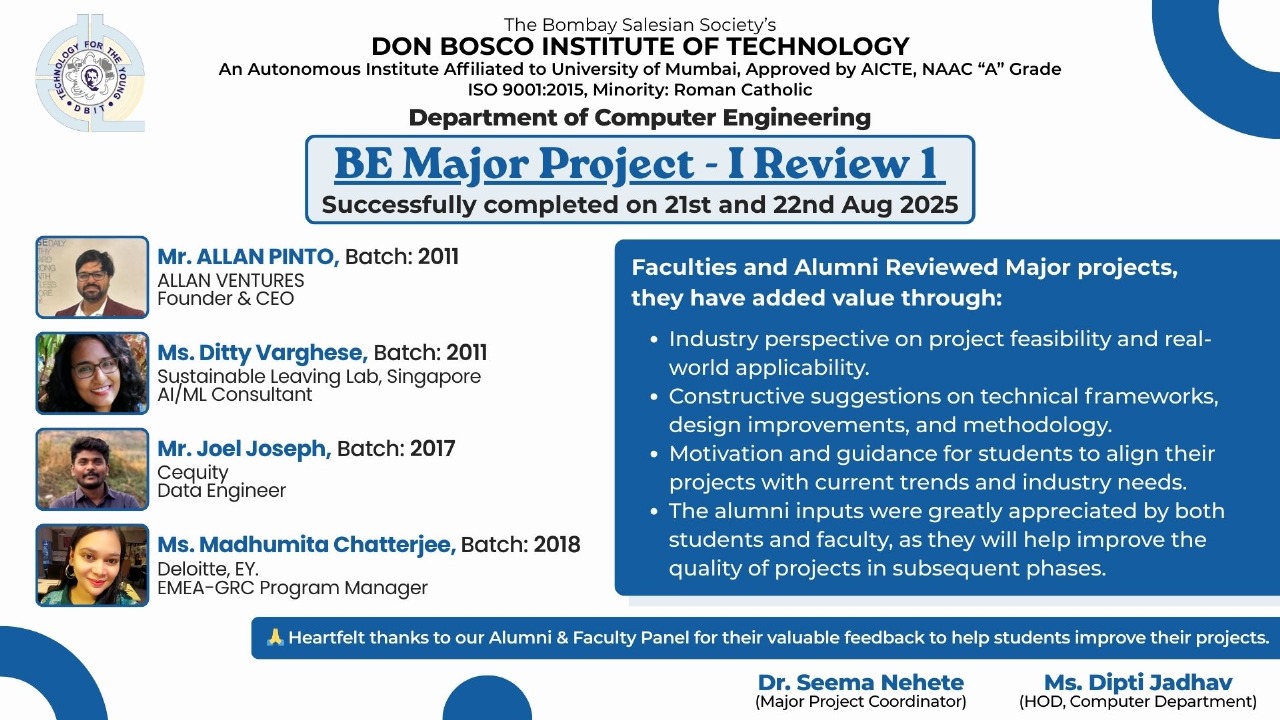 TECHNOLOGY FOR THE YOUNG
DBIT
The Bombay Salesian Society's
DON BOSCO INSTITUTE OF TECHNOLOGY
An Autonomous Institute Affiliated to University of Mumbai, Approved by AICTE, NAAC “A” Grade
ISO 9001:2015, Minority: Roman Catholic
Department of Computer Engineering
BE Major Project - I Review 1
Successfully completed on 21st and 22nd Aug 2025
Mr. ALLAN PINTO, Batch: 2011
ALLAN VENTURES
Founder & CEO
Ms. Ditty Varghese, Batch: 2011
Sustainable Leaving Lab, Singapore
AI/ML Consultant
Mr. Joel Joseph, Batch: 2017
Cequity
Data Engineer
Ms. Madhumita Chatterjee, Batch: 2018
Deloitte, EY.
EMEA-GRC Program Manager
Faculties and Alumni Reviewed Major projects,
they have added value through:
• Industry perspective on project feasibility and real-
world applicability.
• Constructive suggestions on technical frameworks,
design improvements, and methodology.
• Motivation and guidance for students to align their
projects with current trends and industry needs.
• The alumni inputs were greatly appreciated by both
students and faculty, as they will help improve the
quality of projects in subsequent phases.
🙏 Heartfelt thanks to our Alumni & Faculty Panel for their valuable feedback to help students improve their projects.
Dr. Seema Nehete
(Major Project Coordinator)
Ms. Dipti Jadhav
(HOD, Computer Department)